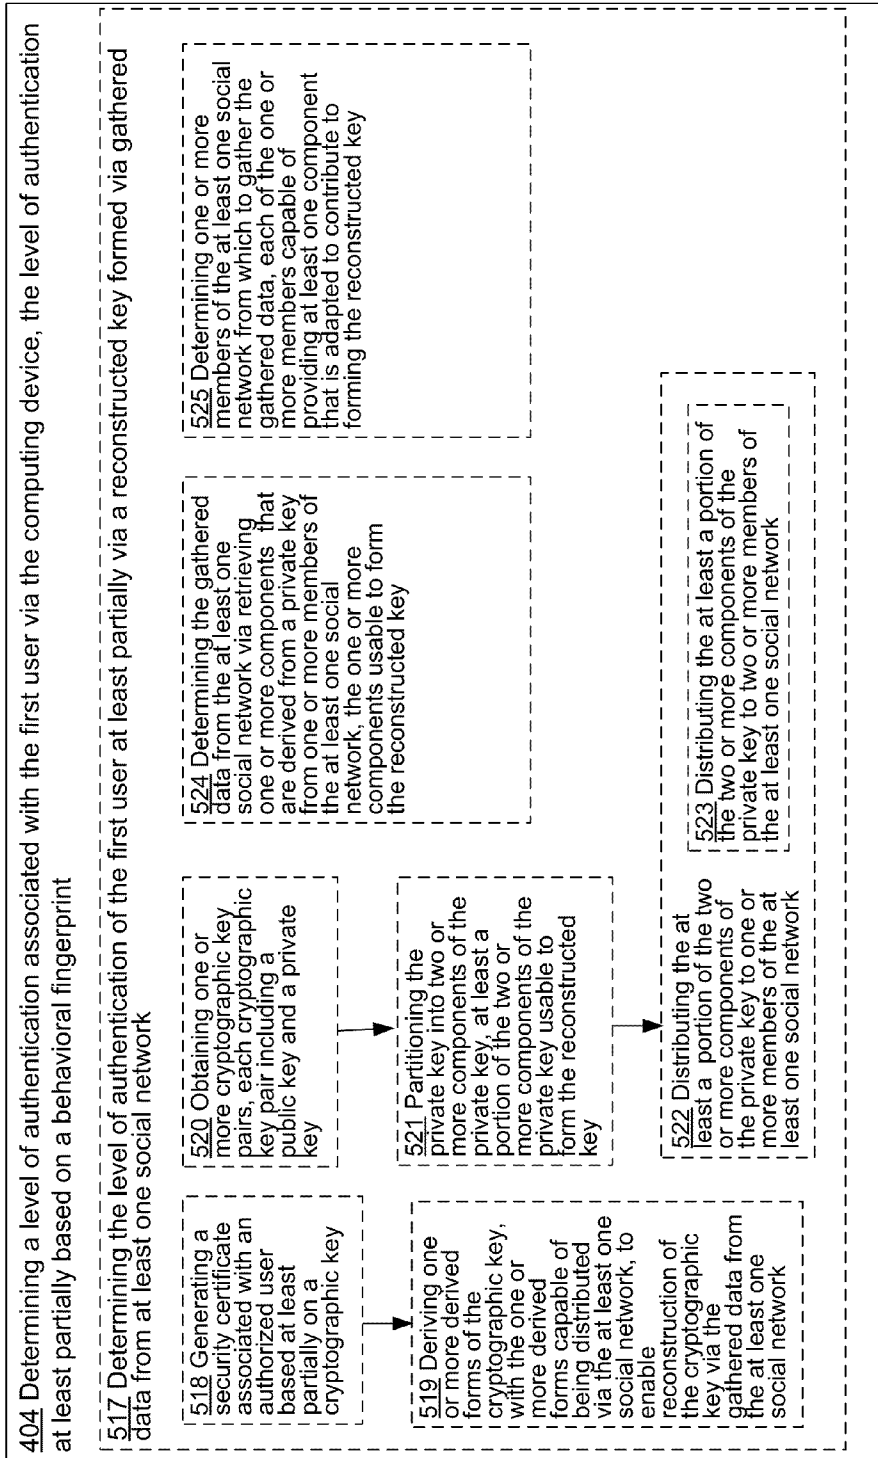 404 Determining a level of authentication associated with the first user via the computing device, the level of authentication
at least partially based on a behavioral fingerprint
517 Determining the level of authentication of the first user at least partially via a reconstructed key formed via gathered
data from at least one social network
518 Generating a
security certificate
associated with an
authorized user
based at least
partially on a
cryptographic key
519 Deriving one
or more derived
forms of the
cryptographic key,
with the one or
more derived
forms capable of
being distributed
via the at least one
social network, to
enable
reconstruction of
the cryptographic
key via the
gathered data from
the at least one
social network
520 Obtaining one or
more cryptographic key
pairs, each cryptographic
key pair including a
public key and a private
key
521 Partitioning the
private key into two or
more components of the
private key, at least a
portion of the two or
more components of the
private key usable to
form the reconstructed
key
522 Distributing the at
least a portion of the two
or more components of
the private key to one or
more members of the at
least one social network
523 Distributing the at least a portion of
the two or more components of the
private key to two or more members of
the at least one social network
524 Determining the gathered
data from the at least one
social network via retrieving
one or more components that
are derived from a private key
from one or more members of
the at least one social
network, the one or more
components usable to form
the reconstructed key
525 Determining one or more
members of the at least one social
network from which to gather the
gathered data, each of the one or
more members capable of
providing at least one component
that is adapted to contribute to
forming the reconstructed key